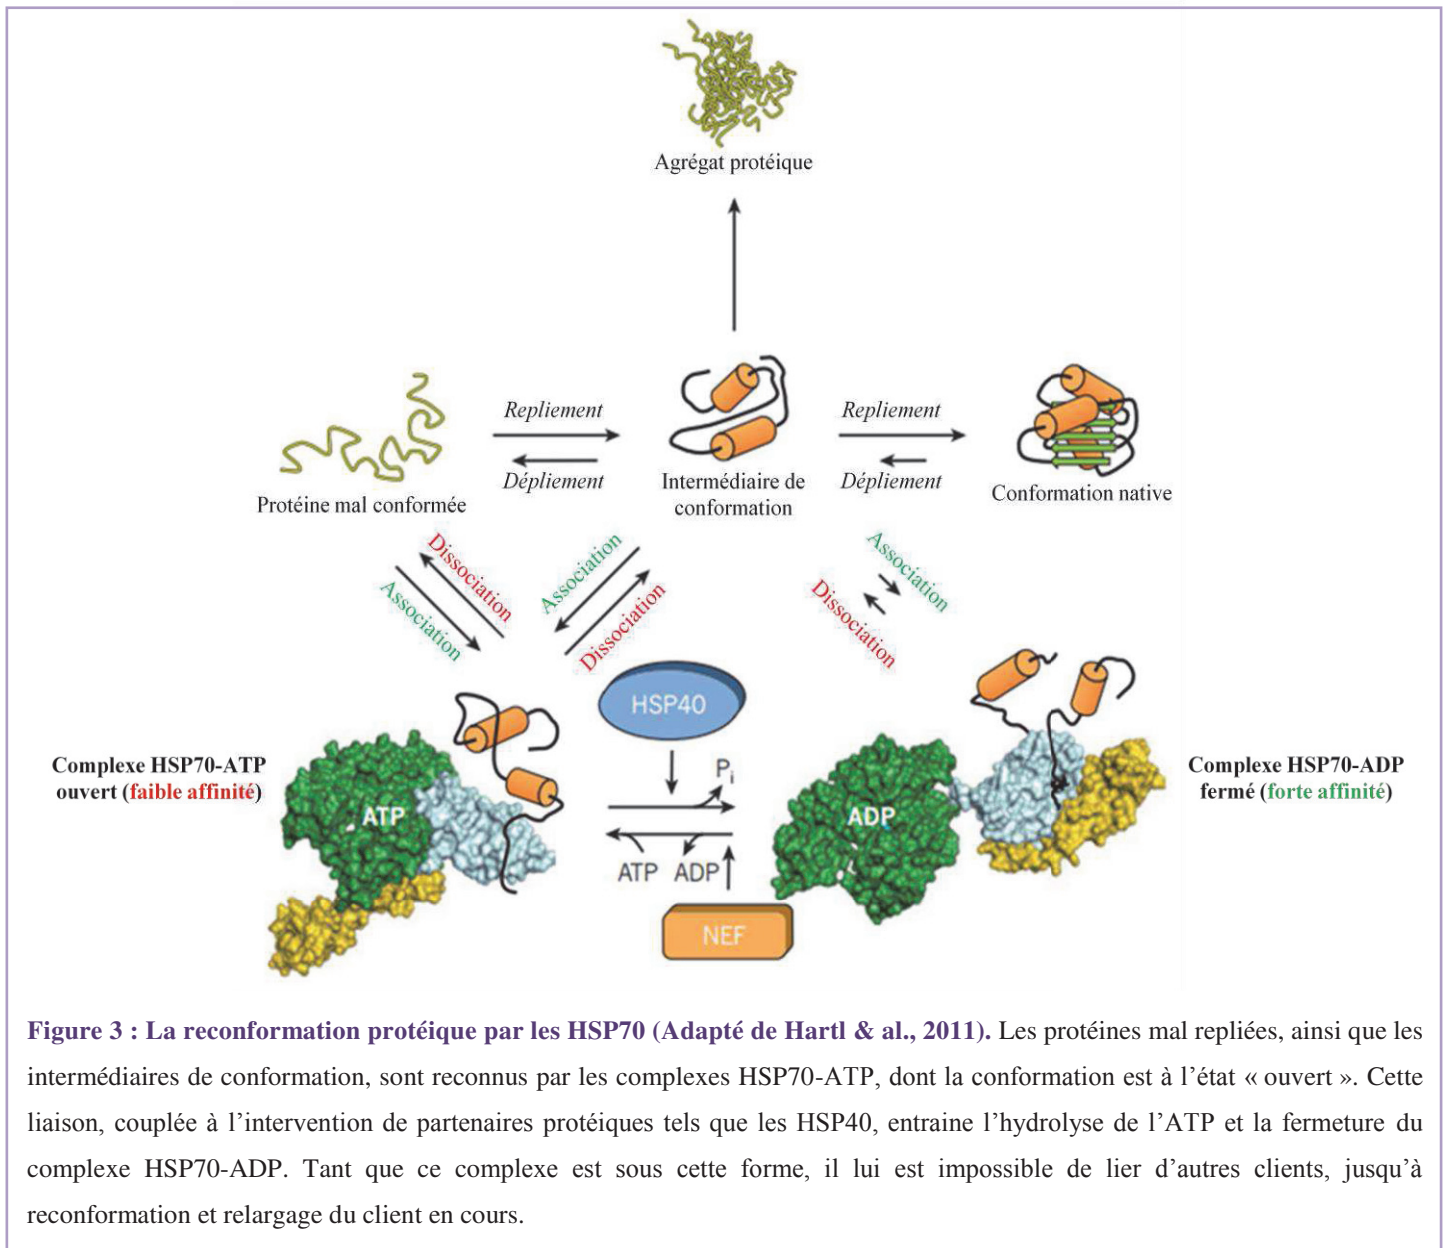 Agrégat protéique
Repliement
Dépliement
Repliement
Dépliement
Protéine mal conformée
Intermédiaire de
conformation
Conformation native
Dissociation
Association
Association
Dissociation
Association
Dissociation
HSP40
Complexe HSP70-ATP
ouvert (faible affinité)
ATP
Pi
ATP ADP
NEF
ADP
Complexe HSP70-ADP
fermé (forte affinité)
Figure 3 : La reconformation protéique par les HSP70 (Adapté de Hartl & al., 2011). Les protéines mal repliées, ainsi que les
intermédiaires de conformation, sont reconnus par les complexes HSP70-ATP, dont la conformation est à l’état « ouvert ». Cette
liaison, couplée à l’intervention de partenaires protéiques tels que les HSP40, entraine l’hydrolyse de l’ATP et la fermeture du
complexe HSP70-ADP. Tant que ce complexe est sous cette forme, il lui est impossible de lier d’autres clients, jusqu’à
reconformation et relargage du client en cours.